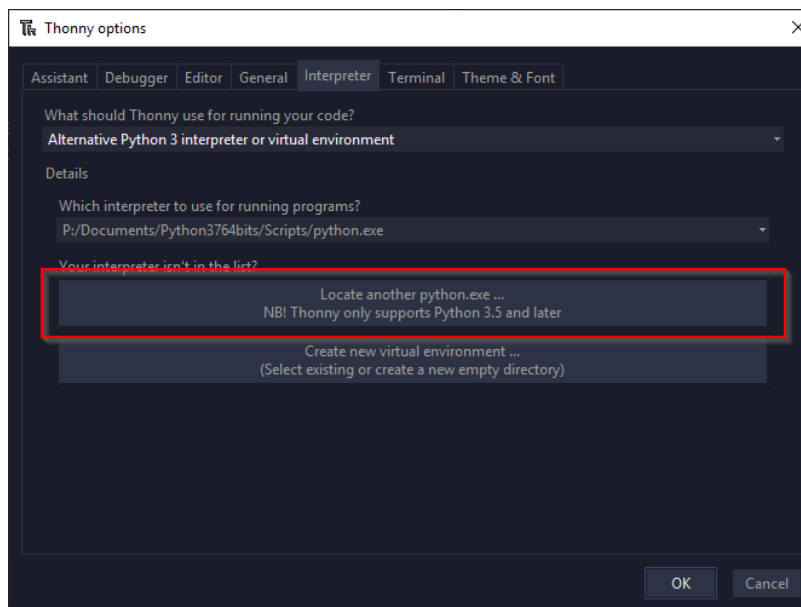 Thonny options
Assistant Debugger Editor General Interpreter Terminal Theme & Font
What should Thonny use for running your code?
Alternative Python 3 interpreter or virtual environment
Details
Which interpreter to use for running programs?
P:/Documents/Python3764bits/Scripts/python.exe
Your interpreter isn't in the list?
Locate another python.exe ...
NB! Thonny only supports Python 3.5 and later
Create new virtual environment ...
(Select existing or create a new empty directory)
OK Cancel